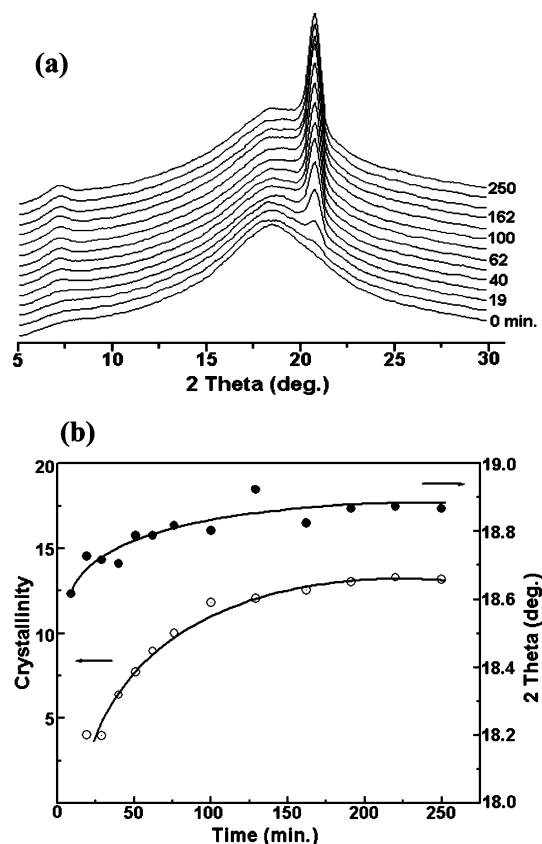 (a)
250
162
100
62
40
19
0 min.
5 10 15 20 25 30
2 Theta (deg.)
(b)
20 19.0
15 18.8
10 18.6
18.4
5 18.2
18.0
Crystallinity
2 Theta (deg.)
0 50 100 150 200 250
Time (min.)